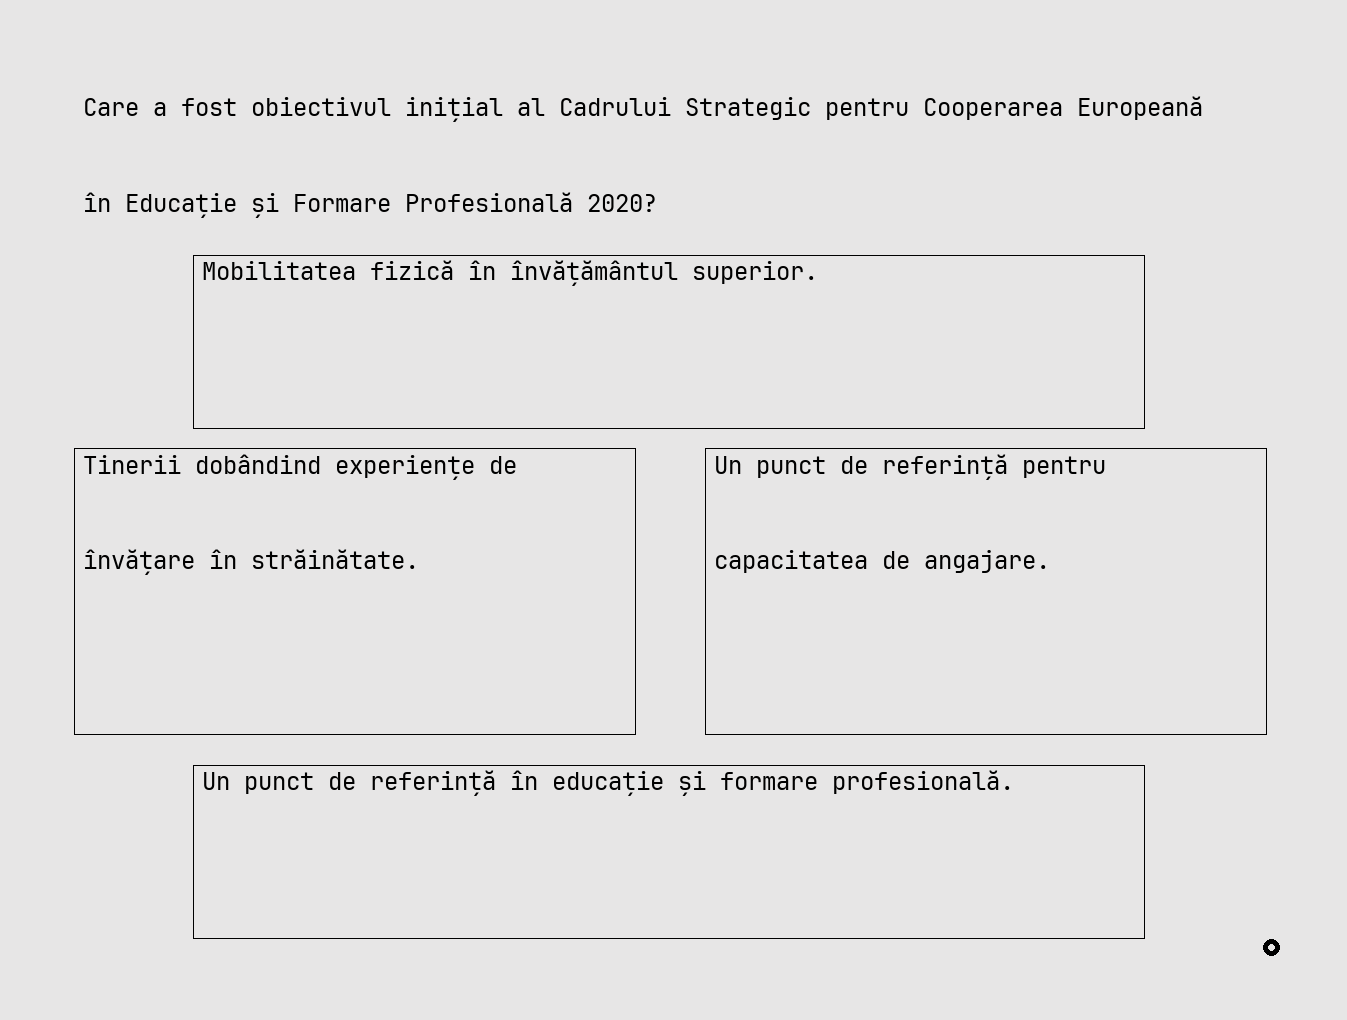 Care a fost obiectivul inițial al Cadrului Strategic pentru Cooperarea Europeană
în Educație și Formare Profesională 2020?
Mobilitatea fizică în învățământul superior.
Tinerii dobândind experiențe de
învățare în străinătate.
Un punct de referință pentru
capacitatea de angajare.
Un punct de referință în educație și formare profesională.